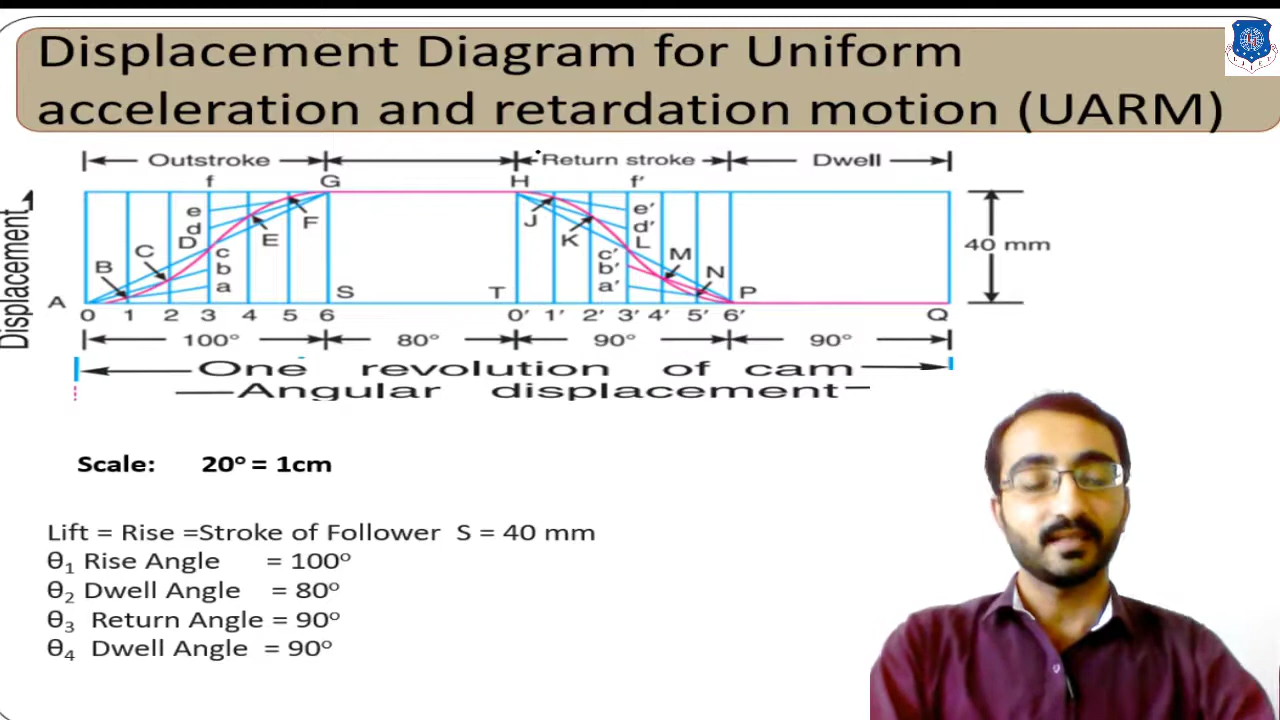 Displacement Diagram for Uniform
acceleration and retardation motion (UARM)
Outstroke Return stroke Dwell
f G H f′
e e′
d F J d′
D E K L
C c c′ M
B b b′ N
a a′
A S T P
40 mm
Displacement
0 1 2 3 4 5 6 0′ 1′ 2′ 3′ 4′ 5′ 6′ Q
100° 80° 90° 90°
One revolution of cam
Angular displacement
Scale: 20° = 1cm
Lift = Rise =Stroke of Follower S = 40 mm
θ₁ Rise Angle = 100°
θ₂ Dwell Angle = 80°
θ₃ Return Angle = 90°
θ₄ Dwell Angle = 90°